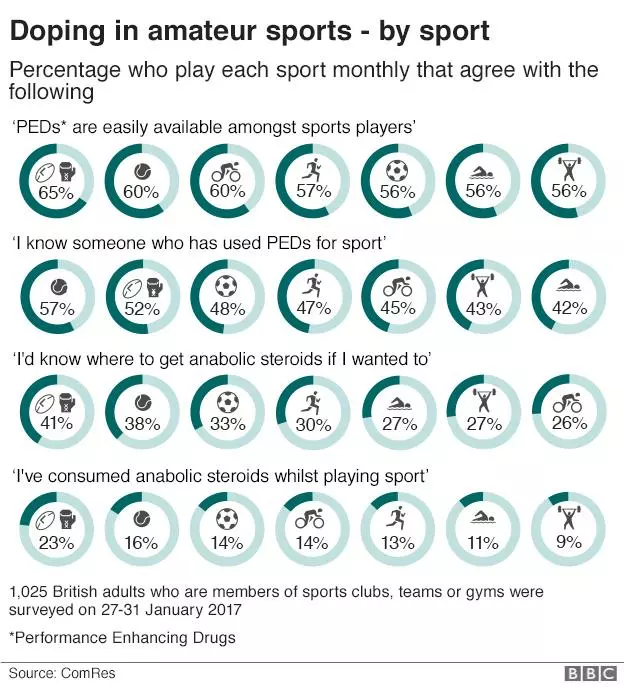 Doping in amateur sports - by sport
Percentage who play each sport monthly that agree with the
following
‘PEDs* are easily available amongst sports players’
65% 60% 60% 57% 56% 56% 56%
‘I know someone who has used PEDs for sport’
57% 52% 48% 47% 45% 43% 42%
‘I'd know where to get anabolic steroids if I wanted to’
41% 38% 33% 30% 27% 27% 26%
‘I've consumed anabolic steroids whilst playing sport’
23% 16% 14% 14% 13% 11% 9%
1,025 British adults who are members of sports clubs, teams or gyms were
surveyed on 27-31 January 2017
*Performance Enhancing Drugs
Source: ComRes BBC